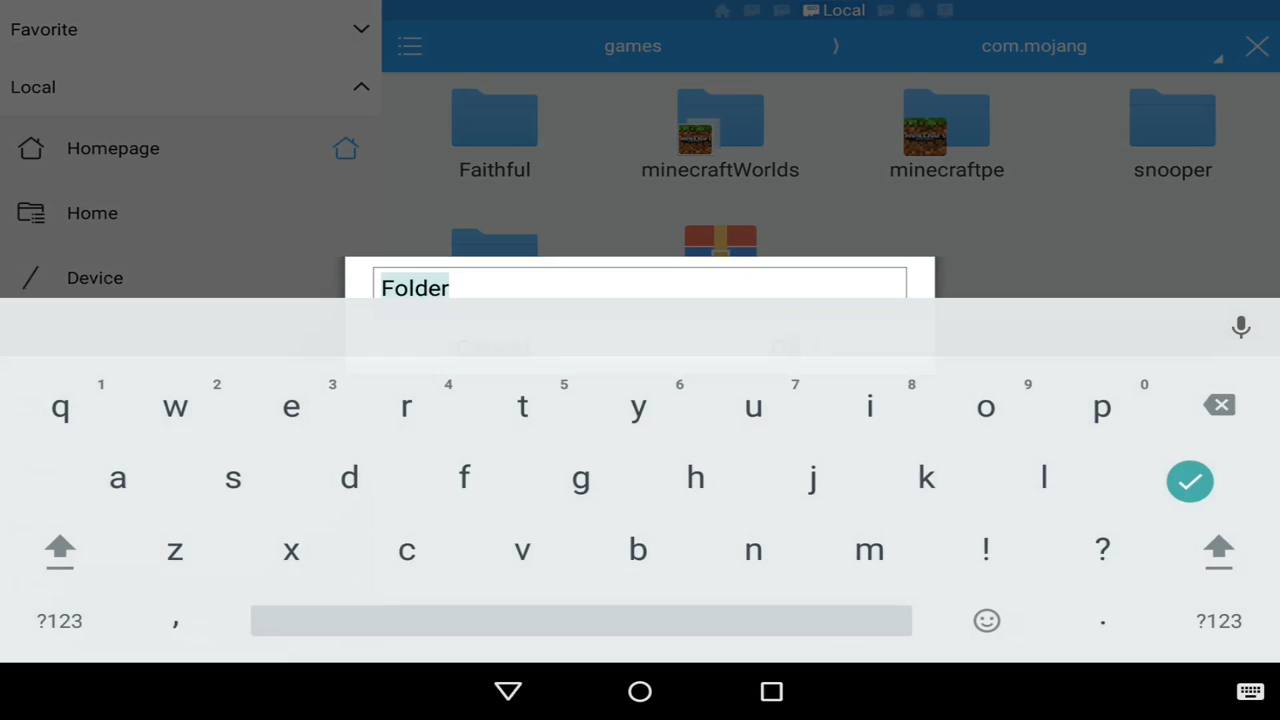 Favorite
Local
Homepage
Home
Device
Local
games
com.mojang
Faithful
minecraftWorlds
minecraftpe
snooper
Folder
Cancel
1 2 3 4 5 6 7 8 9 0
q w e r t y u i o p
a s d f g h j k l
z x c v b n m ! ?
?123 , . ?123